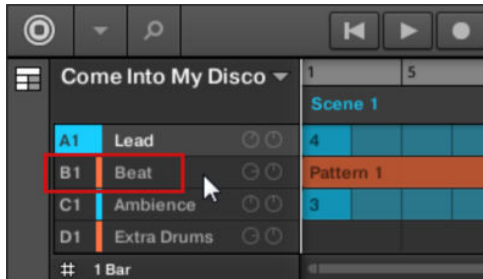 Come Into My Disco
1 5
Scene 1
A1 Lead 4
B1 Beat Pattern 1
C1 Ambience 3
D1 Extra Drums
# 1 Bar